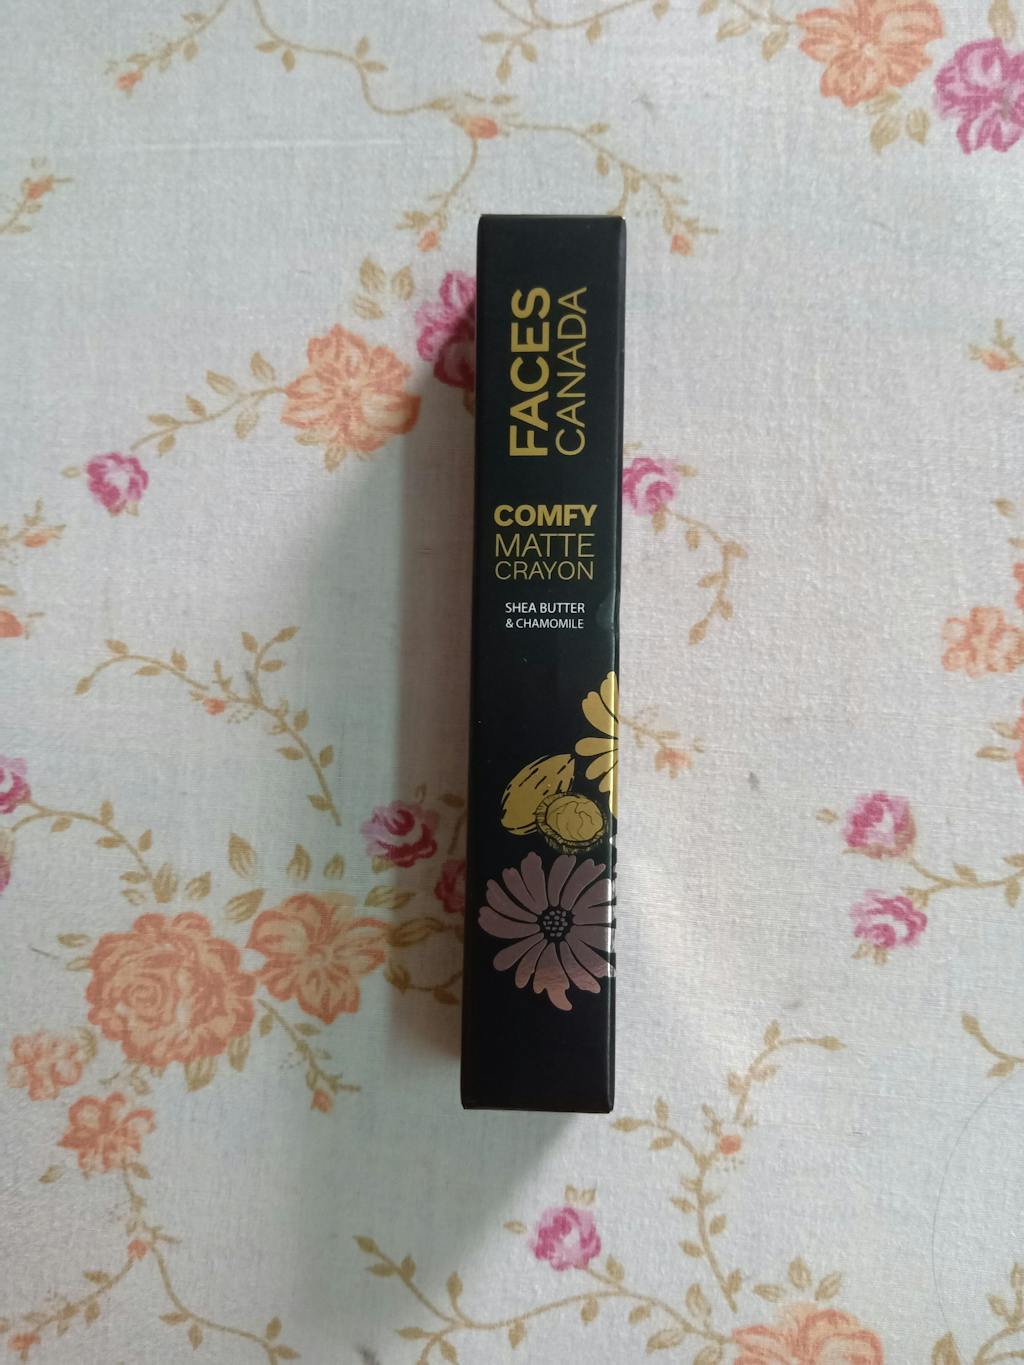 FACES
CANADA
COMFY
MATTE
CRAYON
SHEA BUTTER
& CHAMOMILE